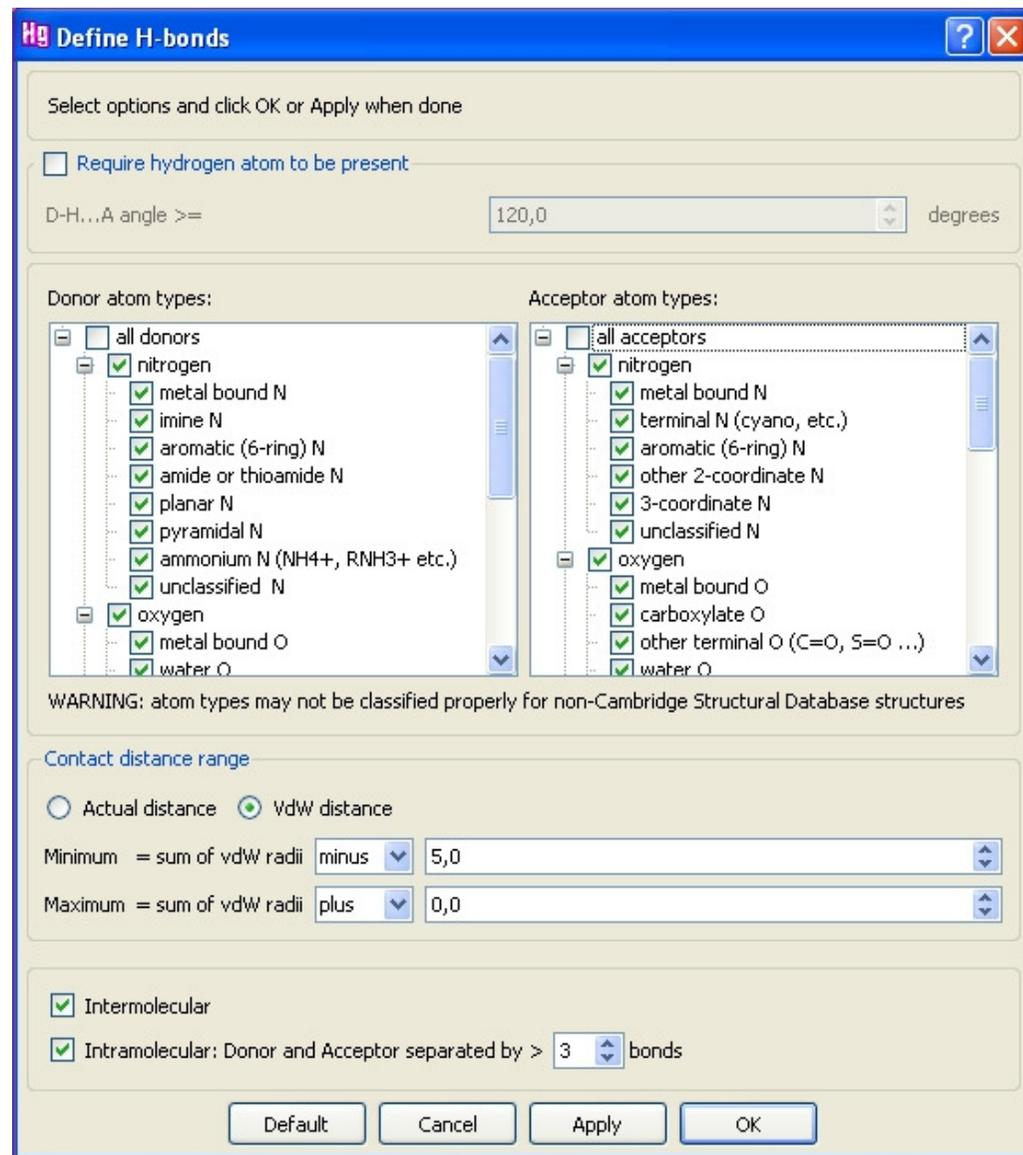 Hg Define H-bonds
Select options and click OK or Apply when done
Require hydrogen atom to be present
D-H...A angle >= 120,0 degrees
Donor atom types:
all donors
nitrogen
metal bound N
imine N
aromatic (6-ring) N
amide or thioamide N
planar N
pyramidal N
ammonium N (NH4+, RNH3+ etc.)
unclassified N
oxygen
metal bound O
water O
Acceptor atom types:
all acceptors
nitrogen
metal bound N
terminal N (cyano, etc.)
aromatic (6-ring) N
other 2-coordinate N
3-coordinate N
unclassified N
oxygen
metal bound O
carboxylate O
other terminal O (C=O, S=O ...)
water O
WARNING: atom types may not be classified properly for non-Cambridge Structural Database structures
Contact distance range
Actual distance VdW distance
Minimum = sum of vdW radii minus 5,0
Maximum = sum of vdW radii plus 0,0
Intermolecular
Intramolecular: Donor and Acceptor separated by > 3 bonds
Default Cancel Apply OK